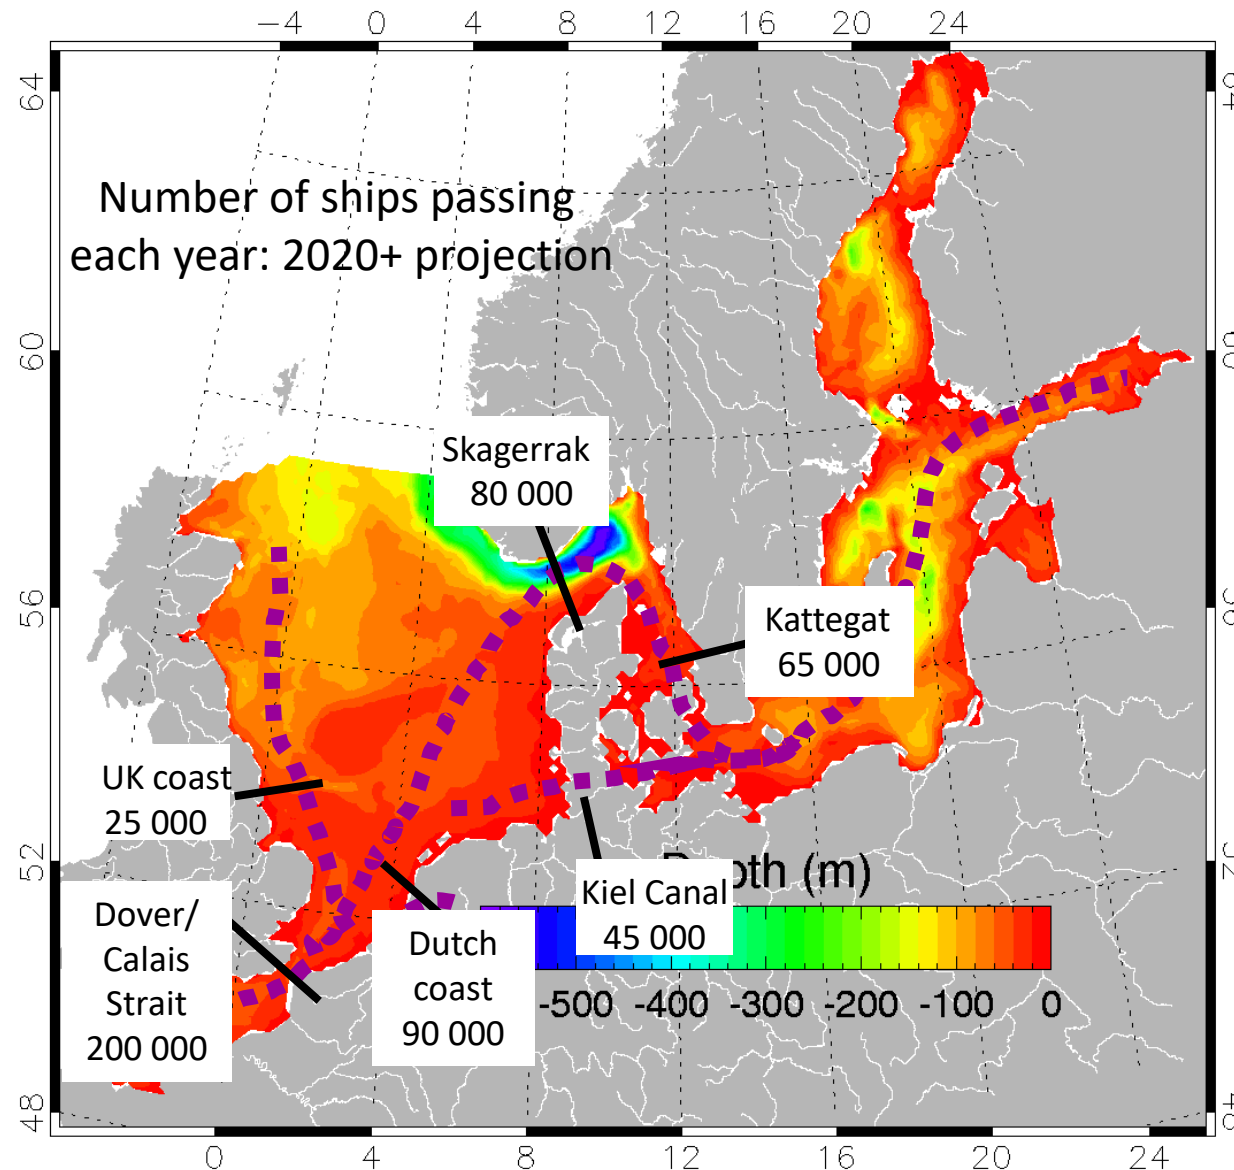 −4 0 4 8 12 16 20 24
64
Number of ships passing
each year: 2020+ projection
60
Skagerrak
80 000
56
Kattegat
65 000
UK coast
25 000
52
Depth (m)
Kiel Canal
45 000
Dover/
Calais
Strait
200 000
Dutch
coast
90 000
-500 -400 -300 -200 -100 0
48
0 4 8 12 16 20 24